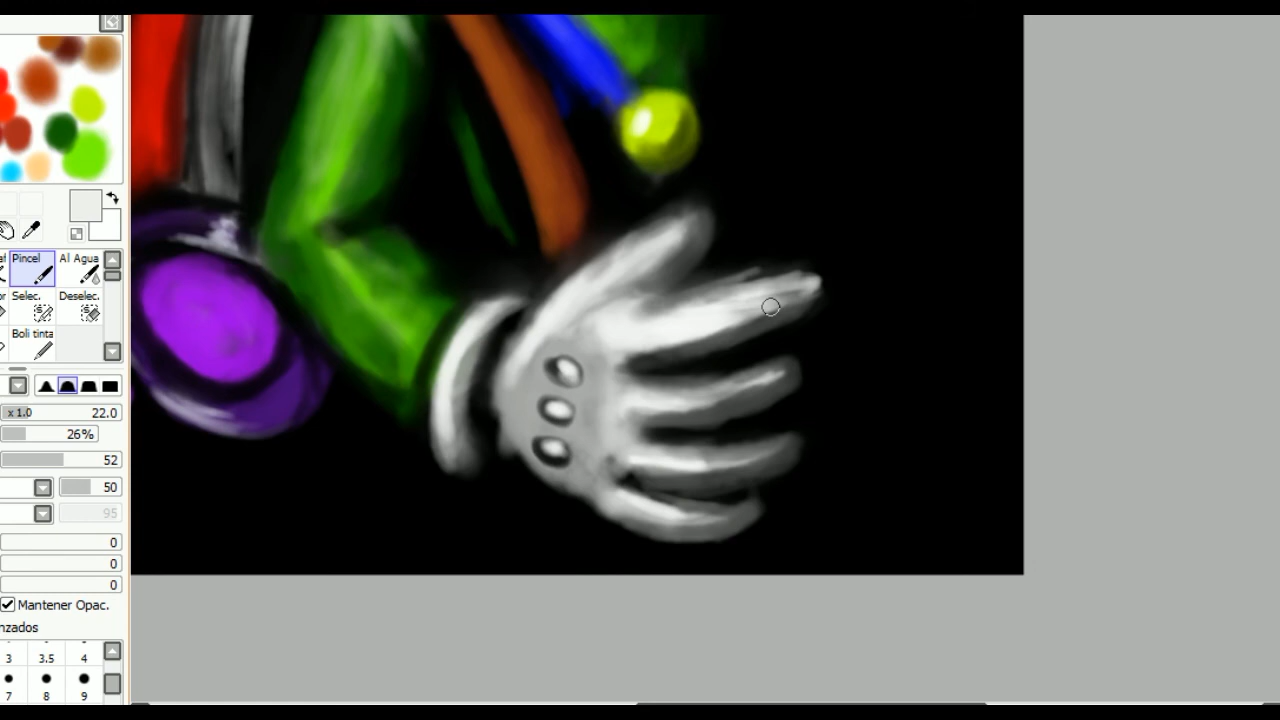 Pincel Al Agua
Selec. Deselec.
Boli tinta
x 1.0 22.0
26%
52
50
95
0
0
0
Mantener Opac.
nzados
3 3.5 4
7 8 9